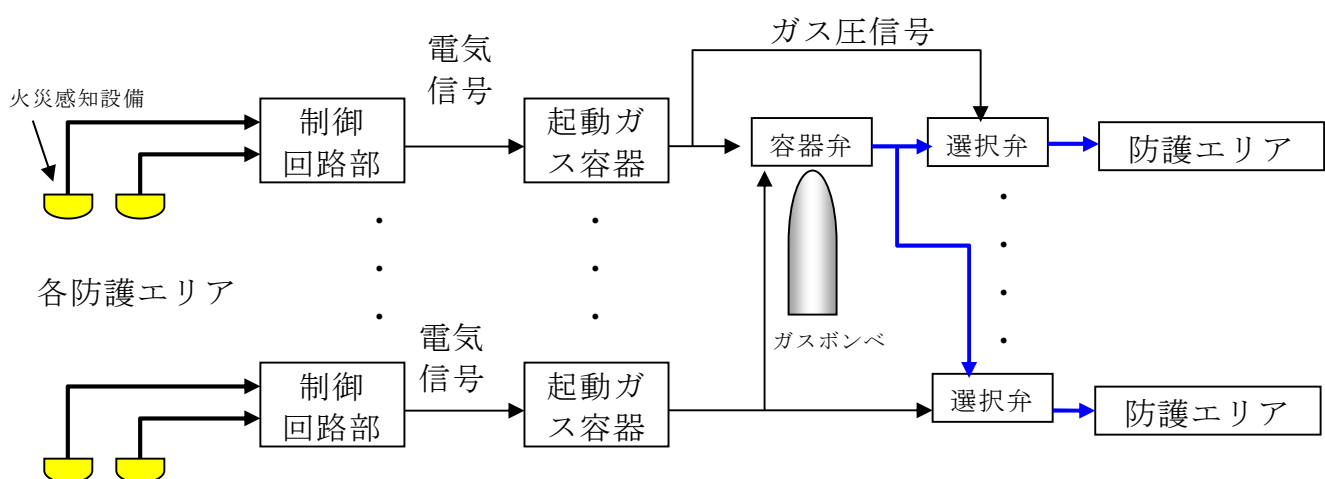 ガス圧信号
電気
信号
火災感知設備
制御
回路部
起動ガ
ス容器
容器弁
選択弁
防護エリア
各防護エリア
ガスボンベ
電気
信号
制御
回路部
起動ガ
ス容器
選択弁
防護エリア